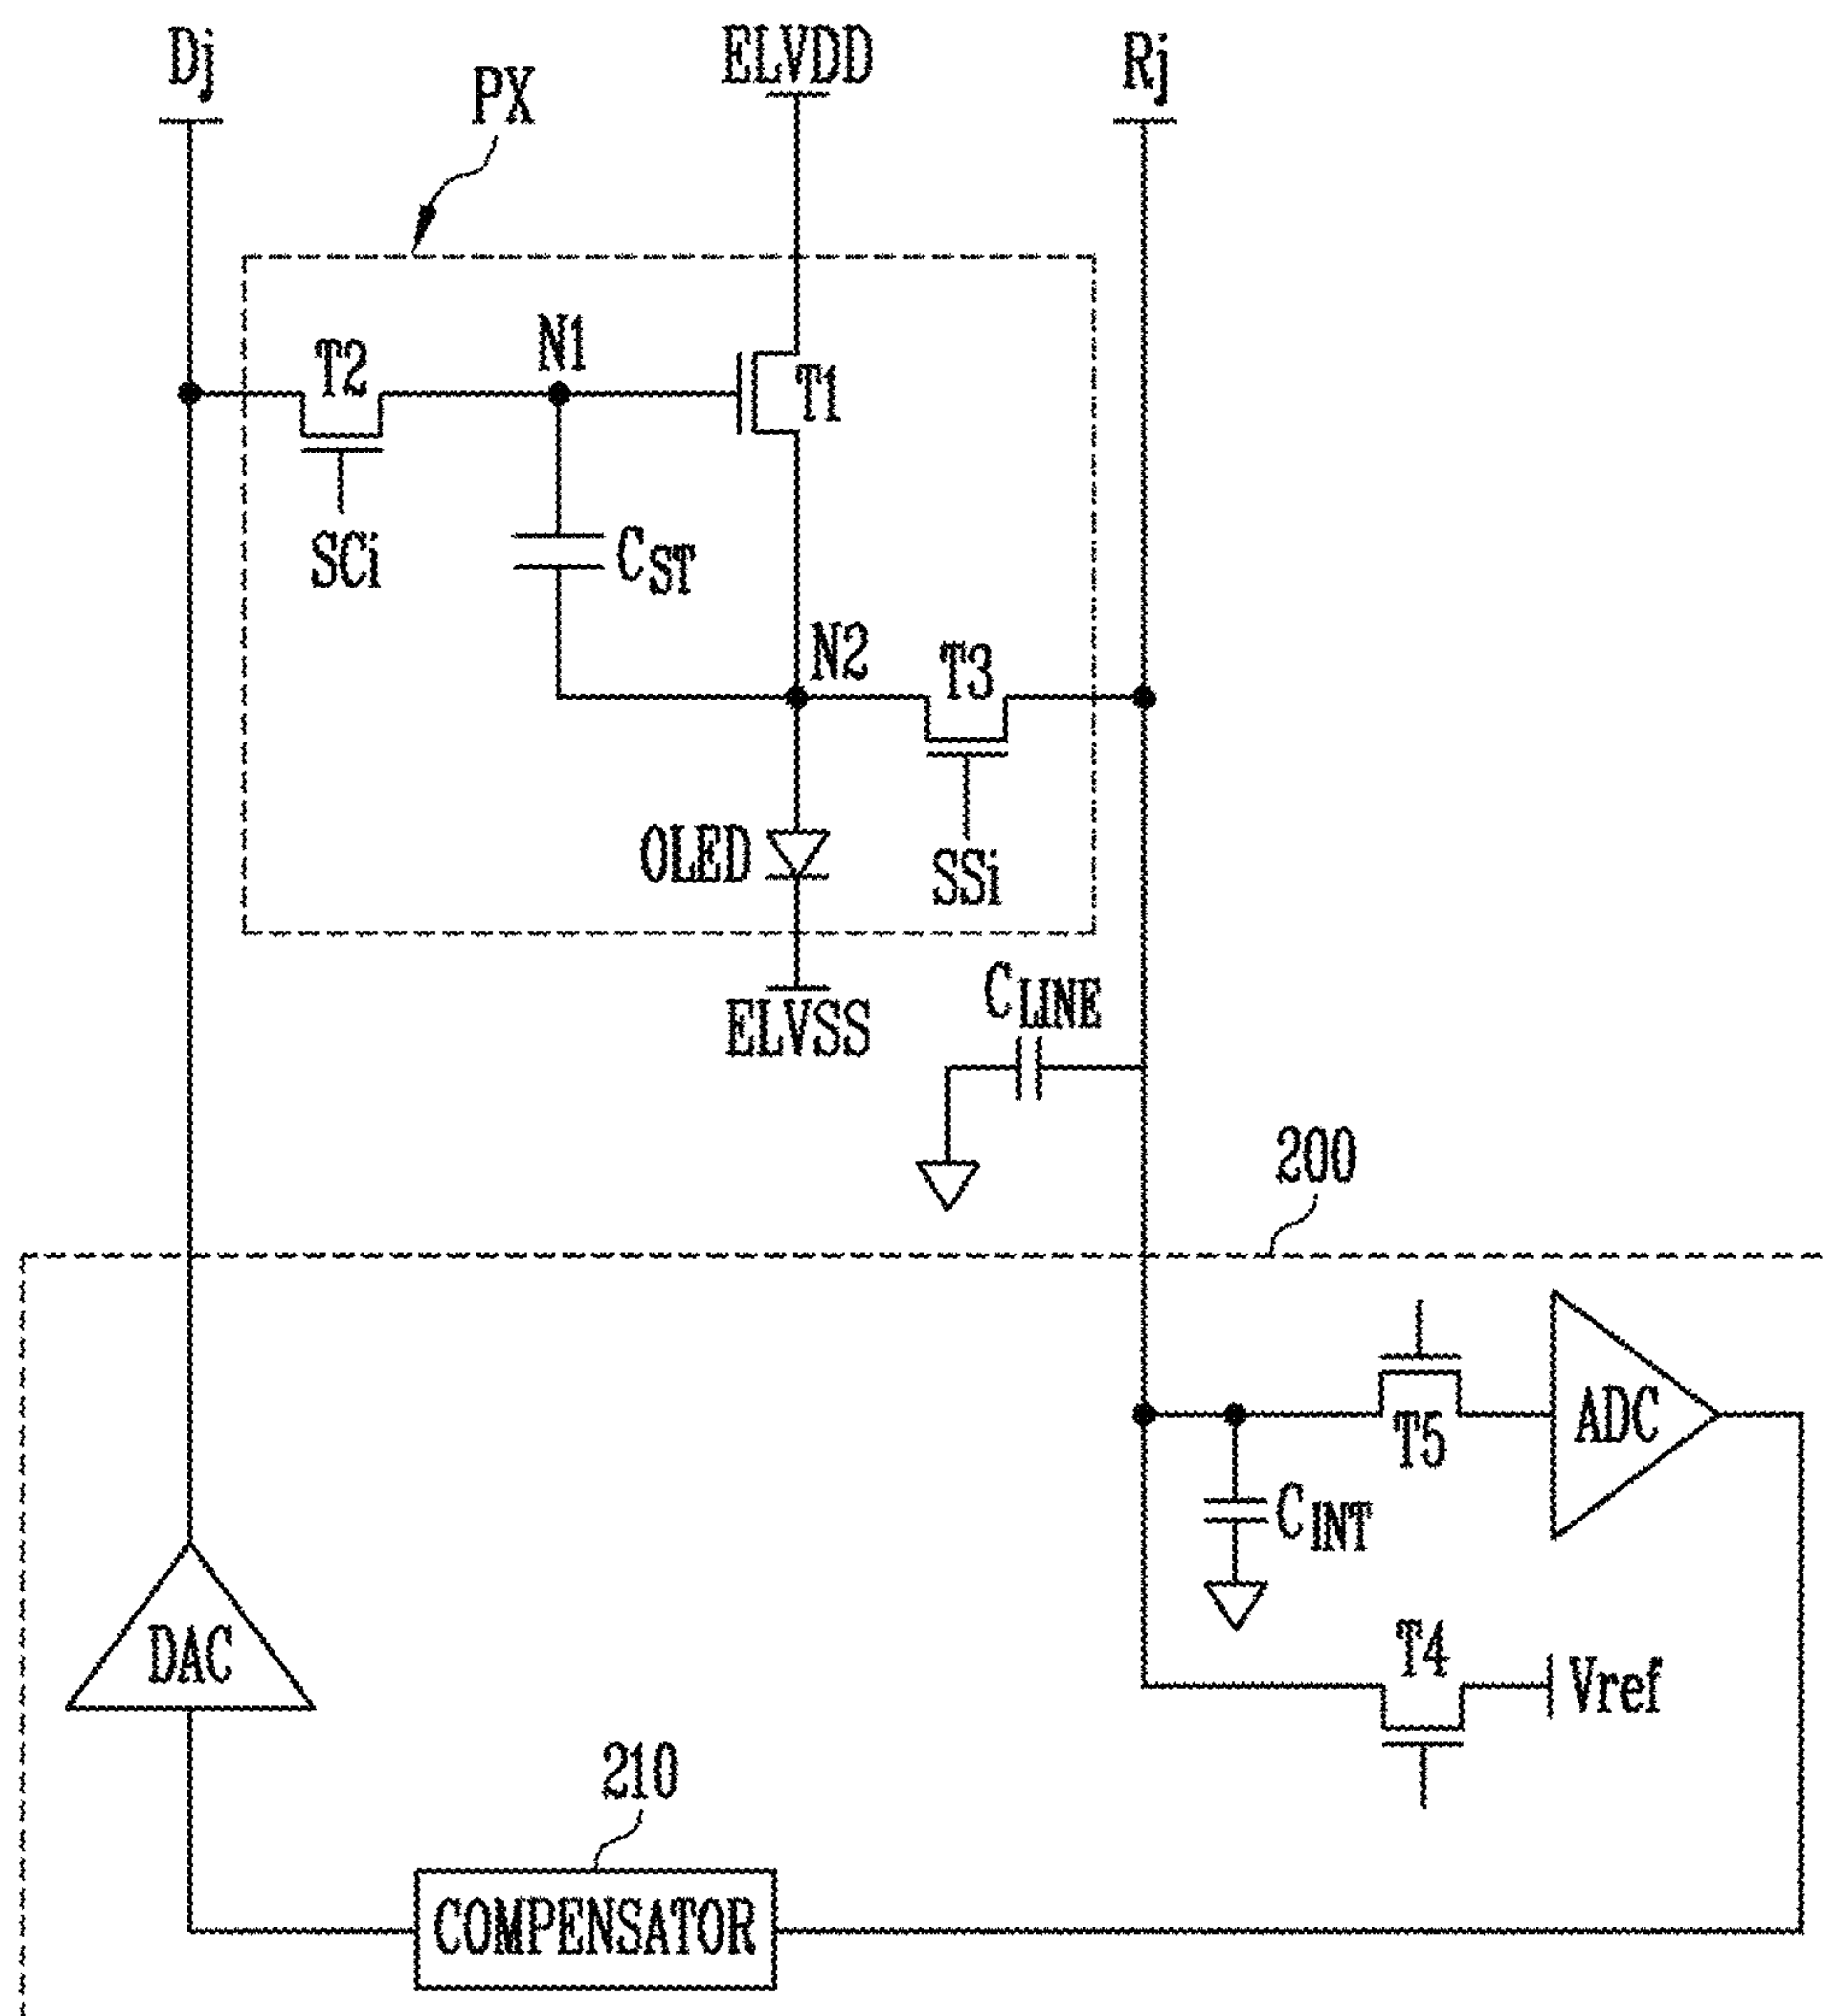 Dj
ELVDD
Rj
PX
T2
N1
T1
SCi
CST
N2
T3
OLED
SSi
CLINE
ELVSS
200
ADC
T5
CINT
DAC
T4
Vref
210
COMPENSATOR